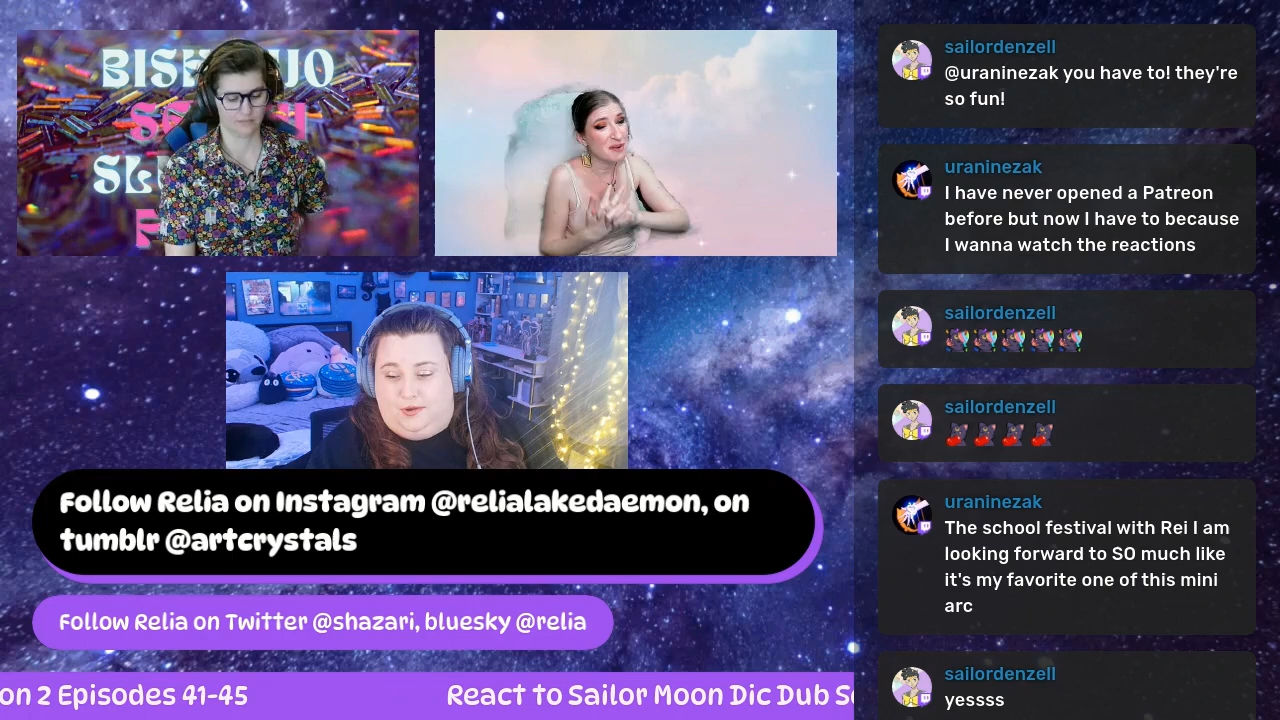 Follow Relia on Instagram @relialakedaemon, on
tumblr @artcrystals
Follow Relia on Twitter @shazari, bluesky @relia
on 2 Episodes 41-45
React to Sailor Moon Dic Dub
sailordenzell
@uraninezak you have to! they're
so fun!
uraninezak
I have never opened a Patreon
before but now I have to because
I wanna watch the reactions
sailordenzell
sailordenzell
uraninezak
The school festival with Rei I am
looking forward to SO much like
it's my favorite one of this mini
arc
sailordenzell
yessss